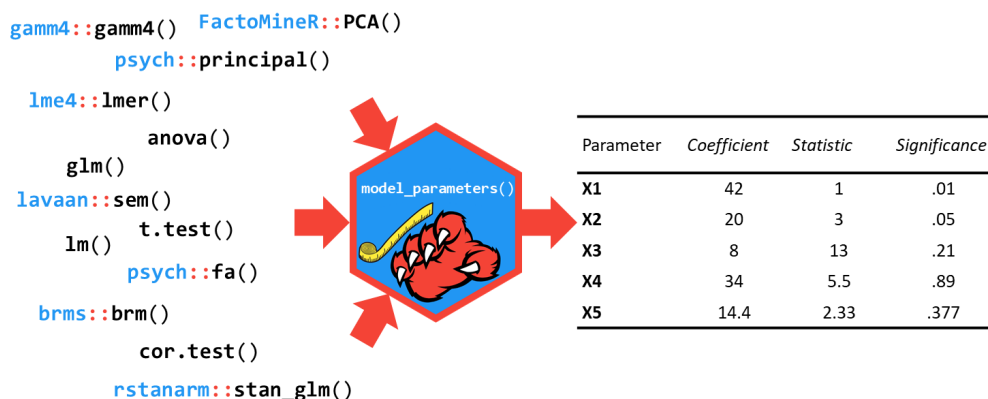 gamm4::gamm4()
FactoMineR::PCA()
psych::principal()
lme4::lmer()
anova()
glm()
lavaan::sem()
t.test()
lm()
psych::fa()
brms::brm()
cor.test()
rstanarm::stan_glm()
model_parameters()
Parameter Coefficient Statistic Significance
X1 42 1 .01
X2 20 3 .05
X3 8 13 .21
X4 34 5.5 .89
X5 14.4 2.33 .377